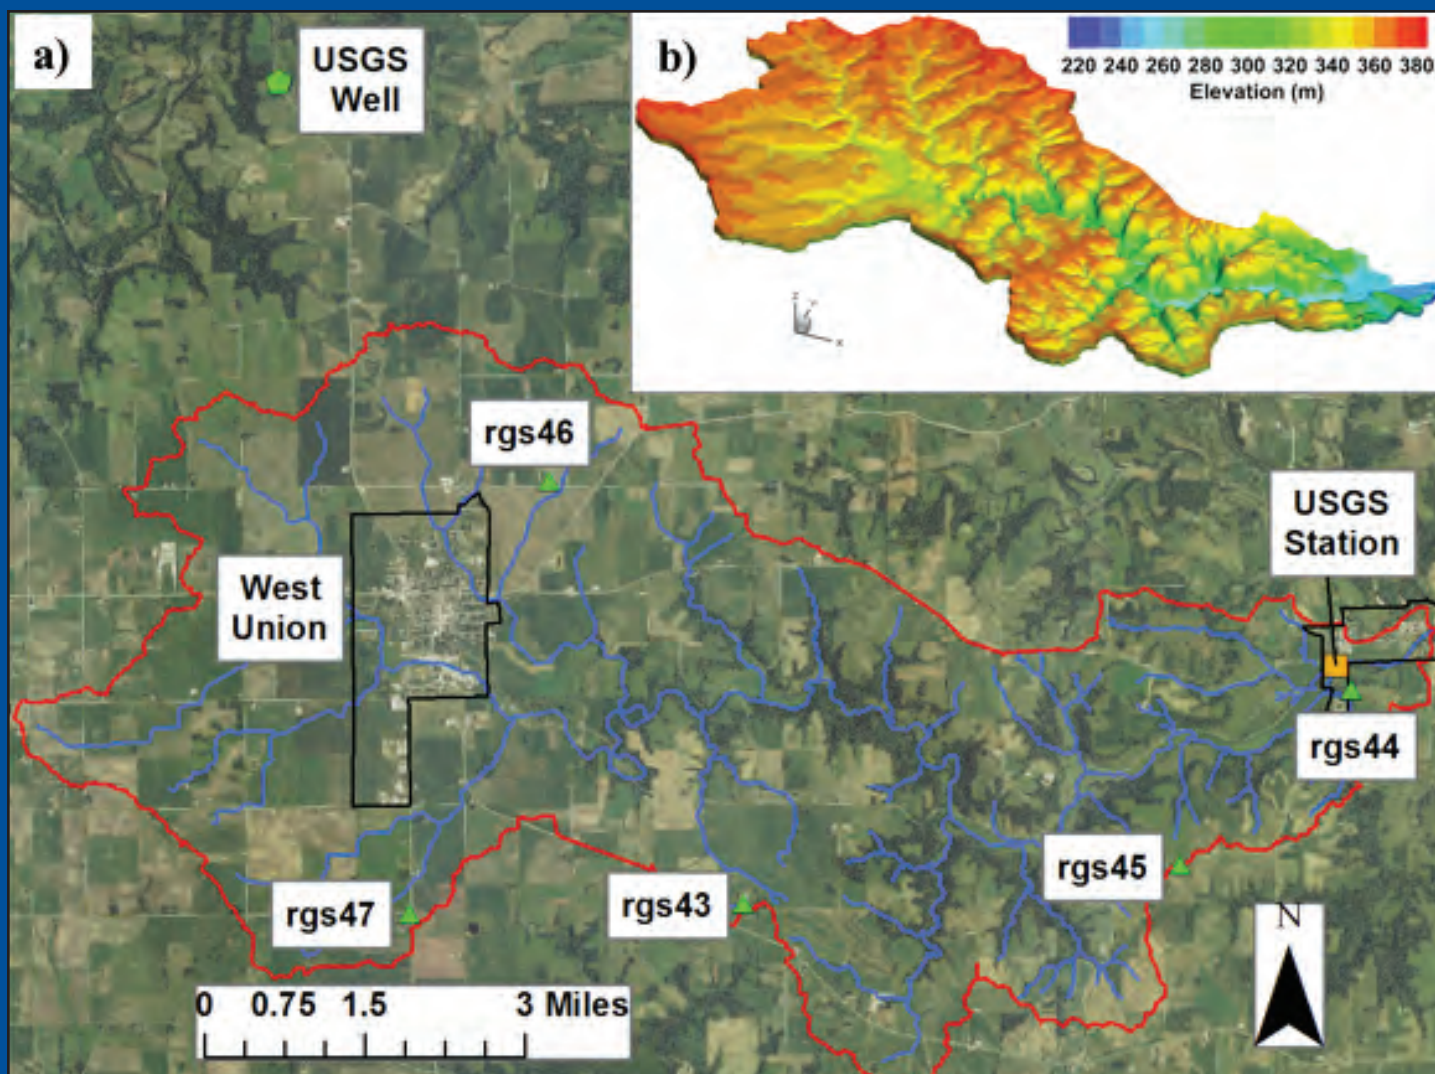 a)
USGS
Well
b)
220 240 260 280 300 320 340 360 380
Elevation (m)
z
Y
x
rgs46
USGS
Station
West
Union
rgs44
rgs45
rgs43
rgs47
N
0 0.75 1.5 3 Miles